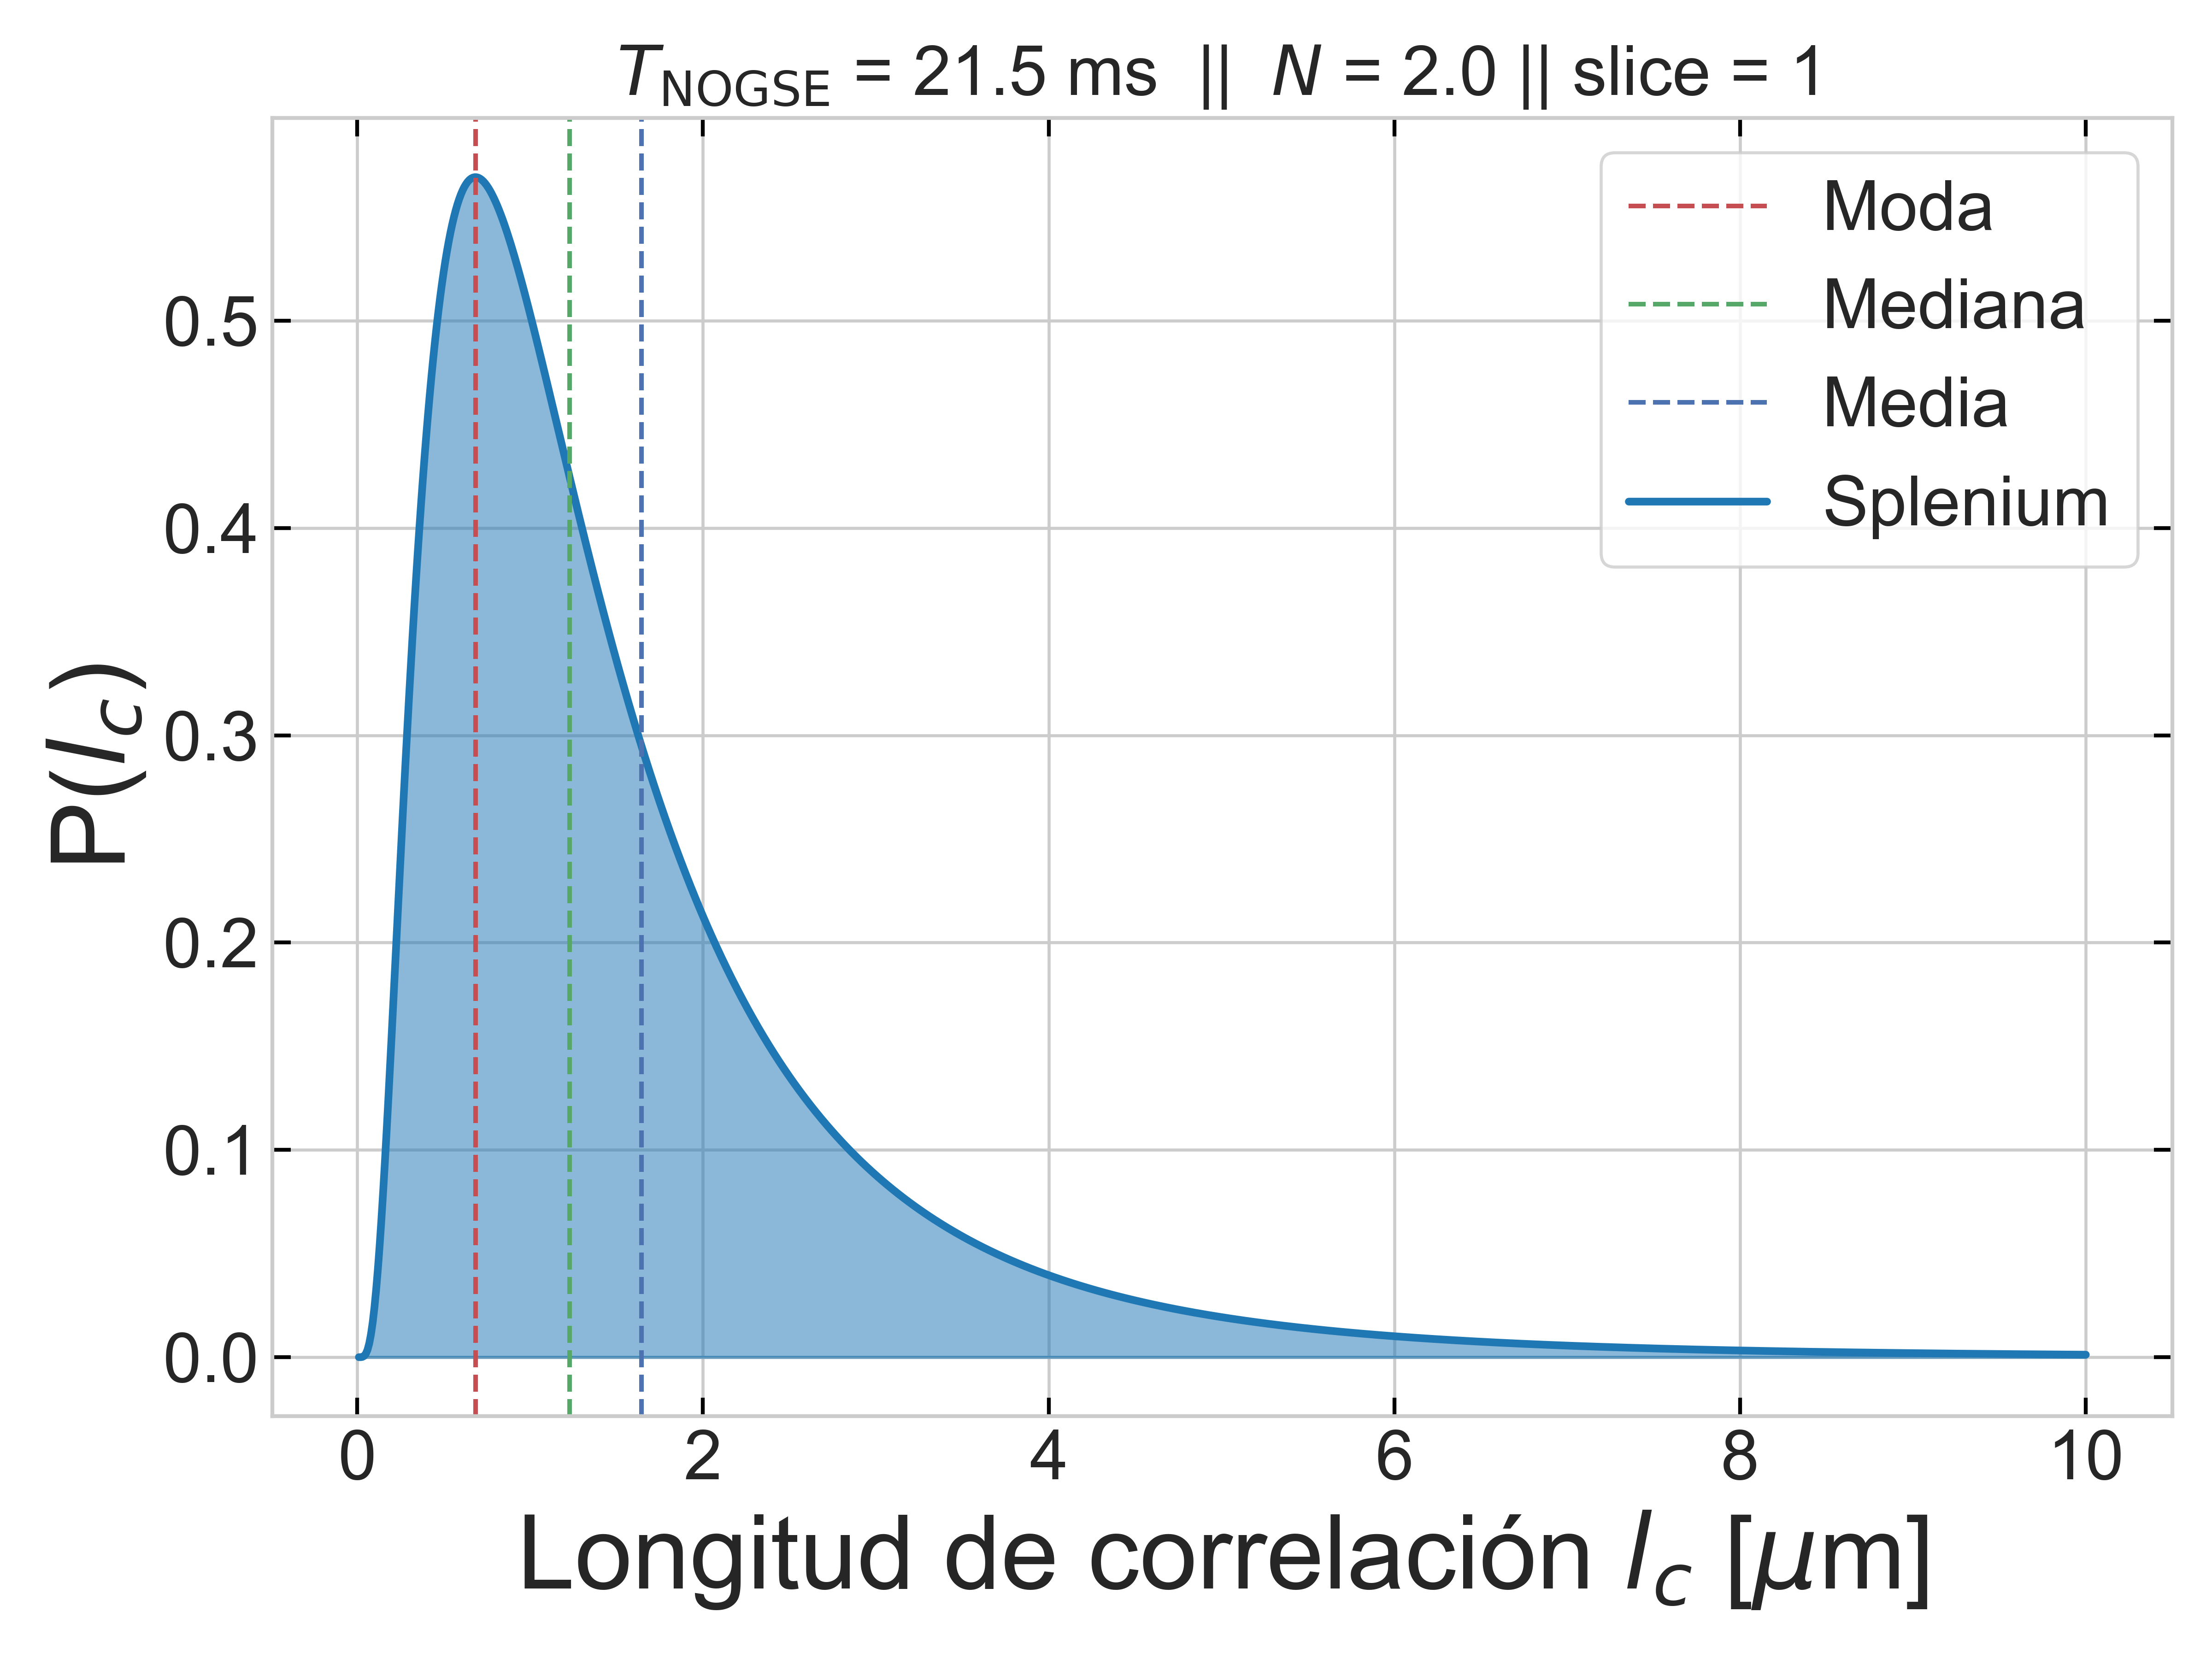 T_NOGSE = 21.5 ms || N = 2.0 || slice = 1
Moda
Mediana
Media
Splenium
P(l_c)
0.5
0.4
0.3
0.2
0.1
0.0
0 2 4 6 8 10
Longitud de correlación l_c [μm]